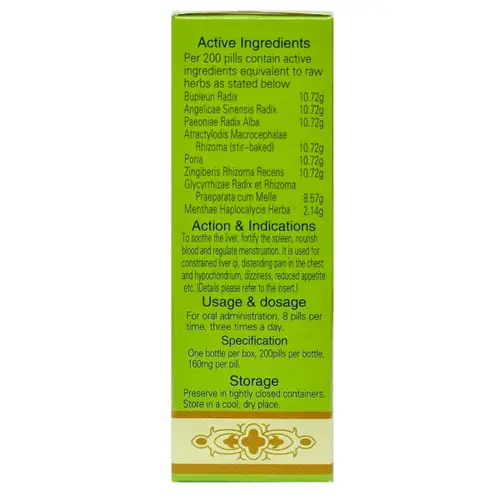 Active Ingredients
Per 200 pills contain active
ingredients equivalent to raw
herbs as stated below
Bupleuri Radix 10.72g
Angelicae Sinensis Radix 10.72g
Paeoniae Radix Alba 10.72g
Atractylodis Macrocephalae
Rhizoma (stir-baked) 10.72g
Poria 10.72g
Zingiberis Rhizoma Recens 10.72g
Glycyrrhizae Radix et Rhizoma
Praeparata cum Melle 8.57g
Menthae Haplocalycis Herba 2.14g
Action & Indications
To soothe the liver, fortify the spleen, nourish
blood and regulate menstruation. It is used for
constrained liver qi, distending pain in the chest
and hypochondrium, dizziness, reduced appetite
etc. (Details please refer to the insert.)
Usage & dosage
For oral administration, 8 pills per
time, three times a day.
Specification
One bottle per box, 200pills per bottle,
160mg per pill.
Storage
Preserve in tightly closed containers.
Store in a cool, dry place.